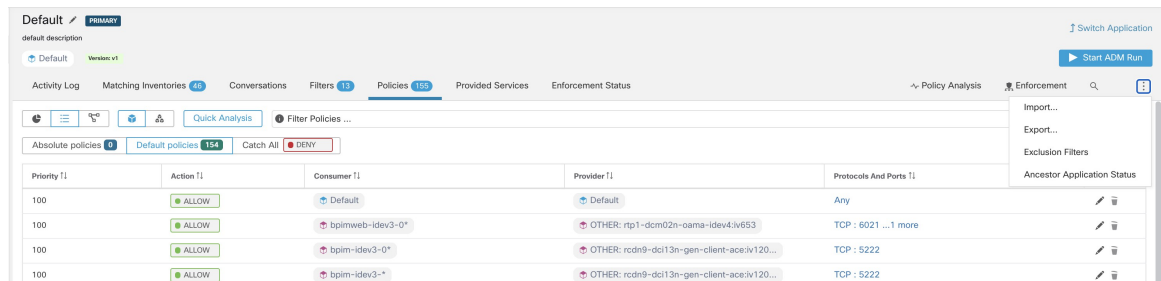 Default PRIMARY
default description
Switch Application
Default Version: v1
Start ADM Run
Activity Log Matching Inventories 46 Conversations Filters 13 Policies 155 Provided Services Enforcement Status Policy Analysis Enforcement
Quick Analysis Filter Policies ...
Import...
Export...
Exclusion Filters
Ancestor Application Status
Absolute policies 0 Default policies 154 Catch All DENY
Priority Action Consumer Provider Protocols And Ports
100 ALLOW Default Default Any
100 ALLOW bpimweb-idev3-0* OTHER: rtp1-dcm02n-oama-idev4:iv653 TCP : 6021 ...1 more
100 ALLOW bpim-idev3-0* OTHER: rcdn9-dci13n-gen-client-ace:iv120... TCP : 5222
100 ALLOW bpim-idev3-* OTHER: rcdn9-dci13n-gen-client-ace:iv120... TCP : 5222